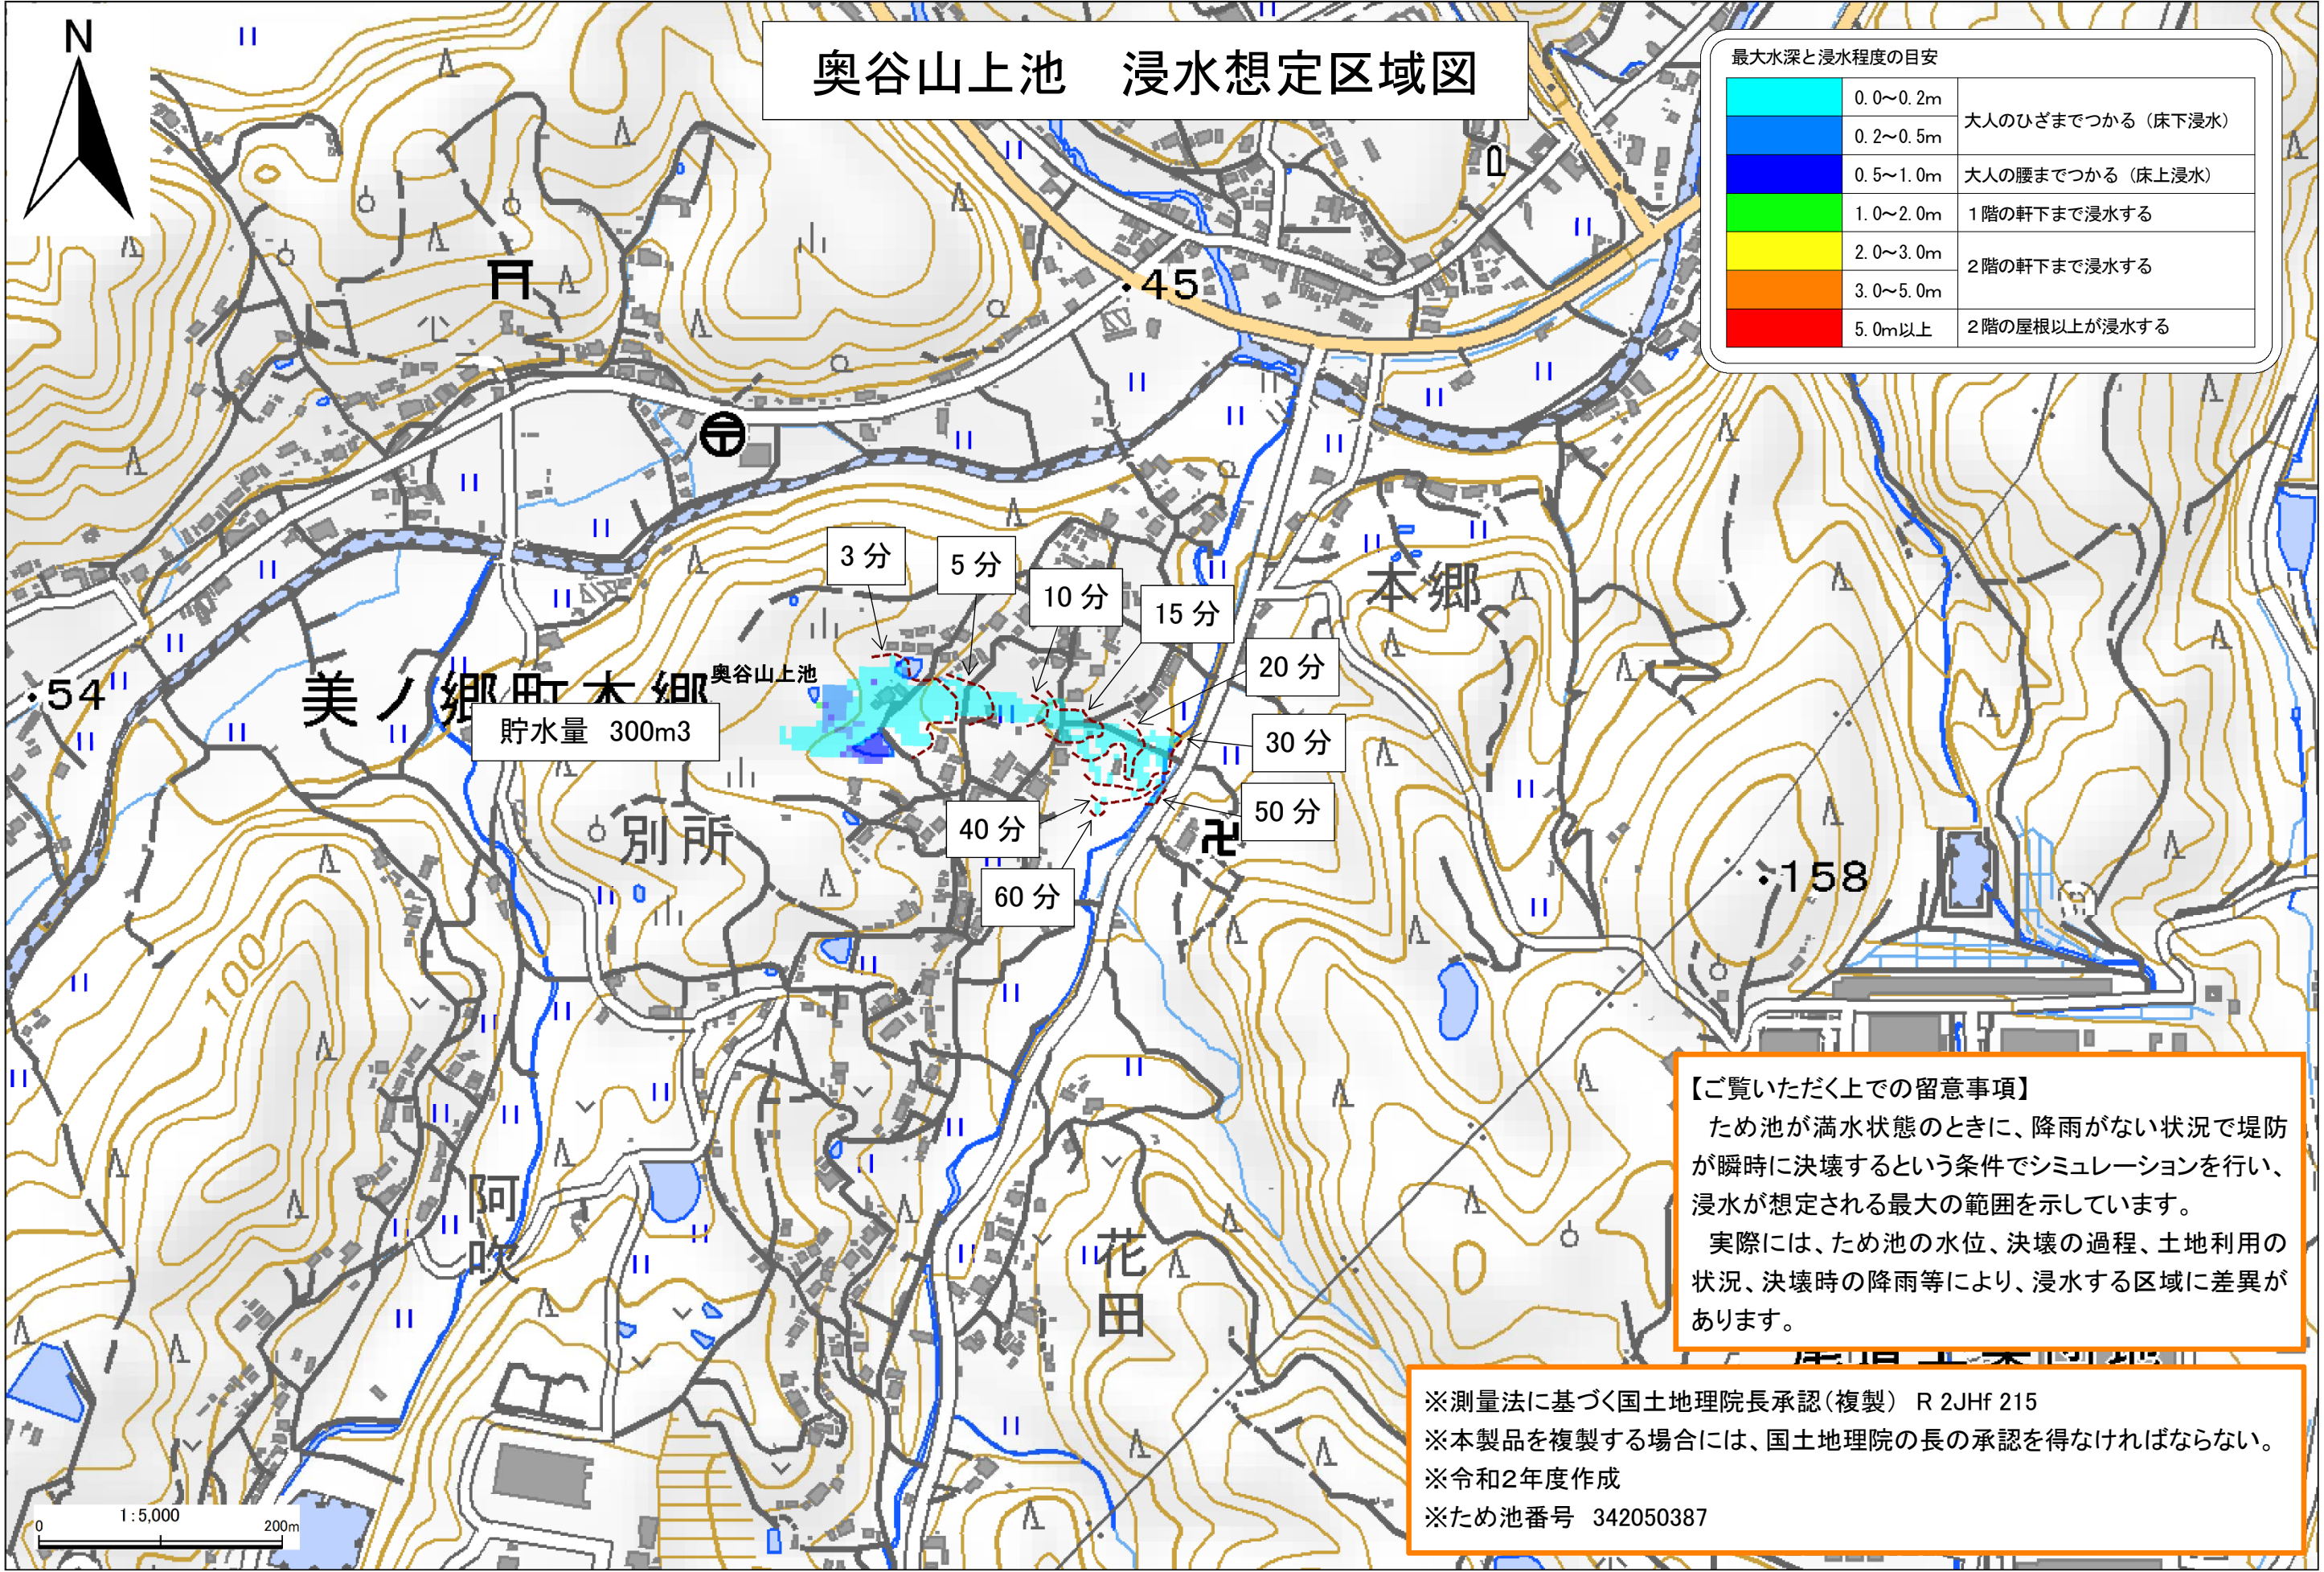 N
奥谷山上池　浸水想定区域図
最大水深と浸水程度の目安
0.0～0.2m
大人のひざまでつかる（床下浸水）
0.2～0.5m
0.5～1.0m 大人の腰までつかる（床上浸水）
1.0～2.0m 1階の軒下まで浸水する
2.0～3.0m
2階の軒下まで浸水する
3.0～5.0m
5.0m以上 2階の屋根以上が浸水する
45
3分
5分
10分
15分
本郷
20分
奥谷山上池
美ノ郷町本郷
54
貯水量　300m3
30分
50分
40分
別所
60分
158
100
阿吹
花田
【ご覧いただく上での留意事項】
ため池が満水状態のときに、降雨がない状況で堤防
が瞬時に決壊するという条件でシミュレーションを行い、
浸水が想定される最大の範囲を示しています。
実際には、ため池の水位、決壊の過程、土地利用の
状況、決壊時の降雨等により、浸水する区域に差異が
あります。
※測量法に基づく国土地理院長承認（複製）　R 2JHf 215
※本製品を複製する場合には、国土地理院の長の承認を得なければならない。
※令和2年度作成
※ため池番号　342050387
1:5,000
0 200m